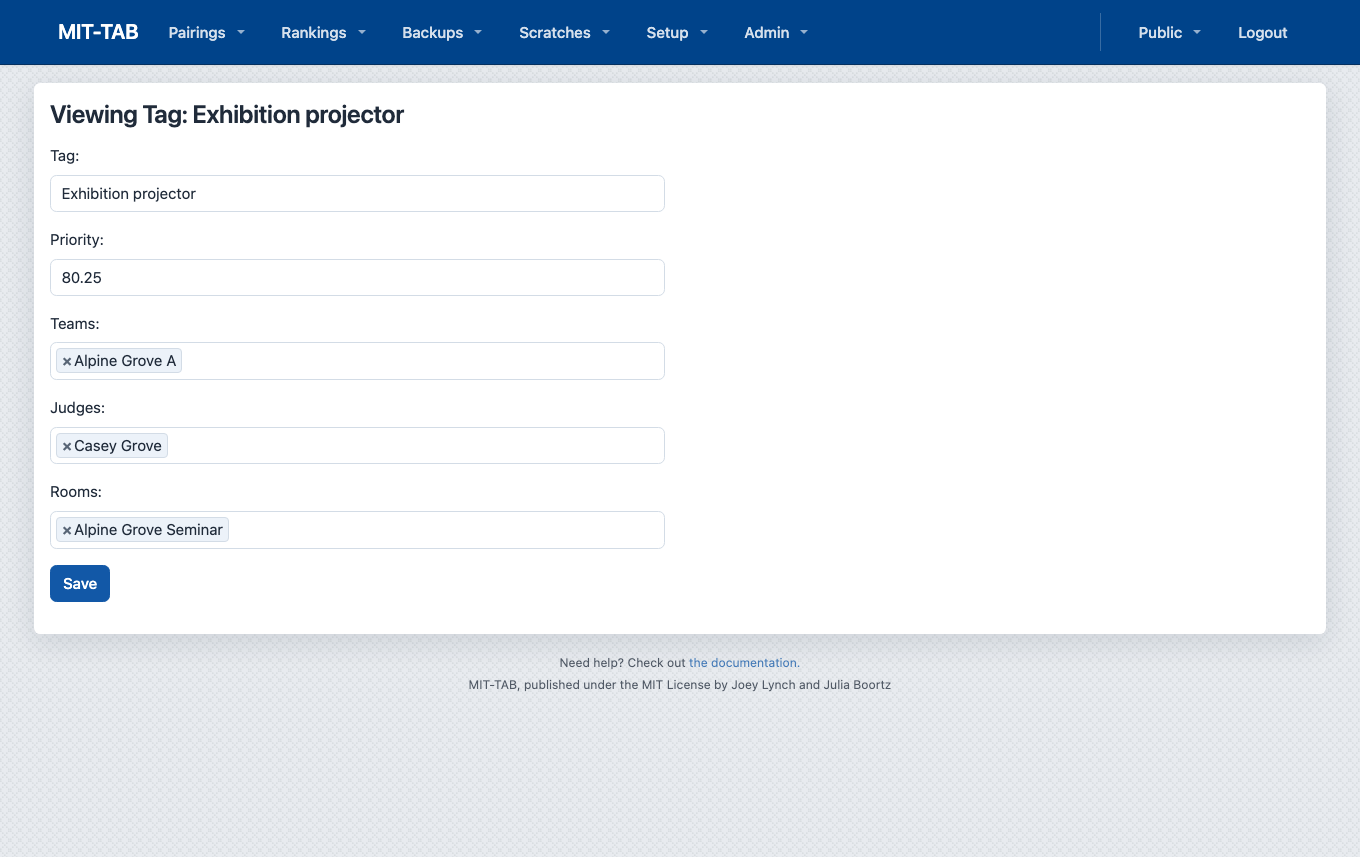 MIT-TAB Pairings Rankings Backups Scratches Setup Admin Public Logout
Viewing Tag: Exhibition projector
Tag:
Exhibition projector
Priority:
80.25
Teams:
×Alpine Grove A
Judges:
×Casey Grove
Rooms:
×Alpine Grove Seminar
Save
Need help? Check out the documentation.
MIT-TAB, published under the MIT License by Joey Lynch and Julia Boortz